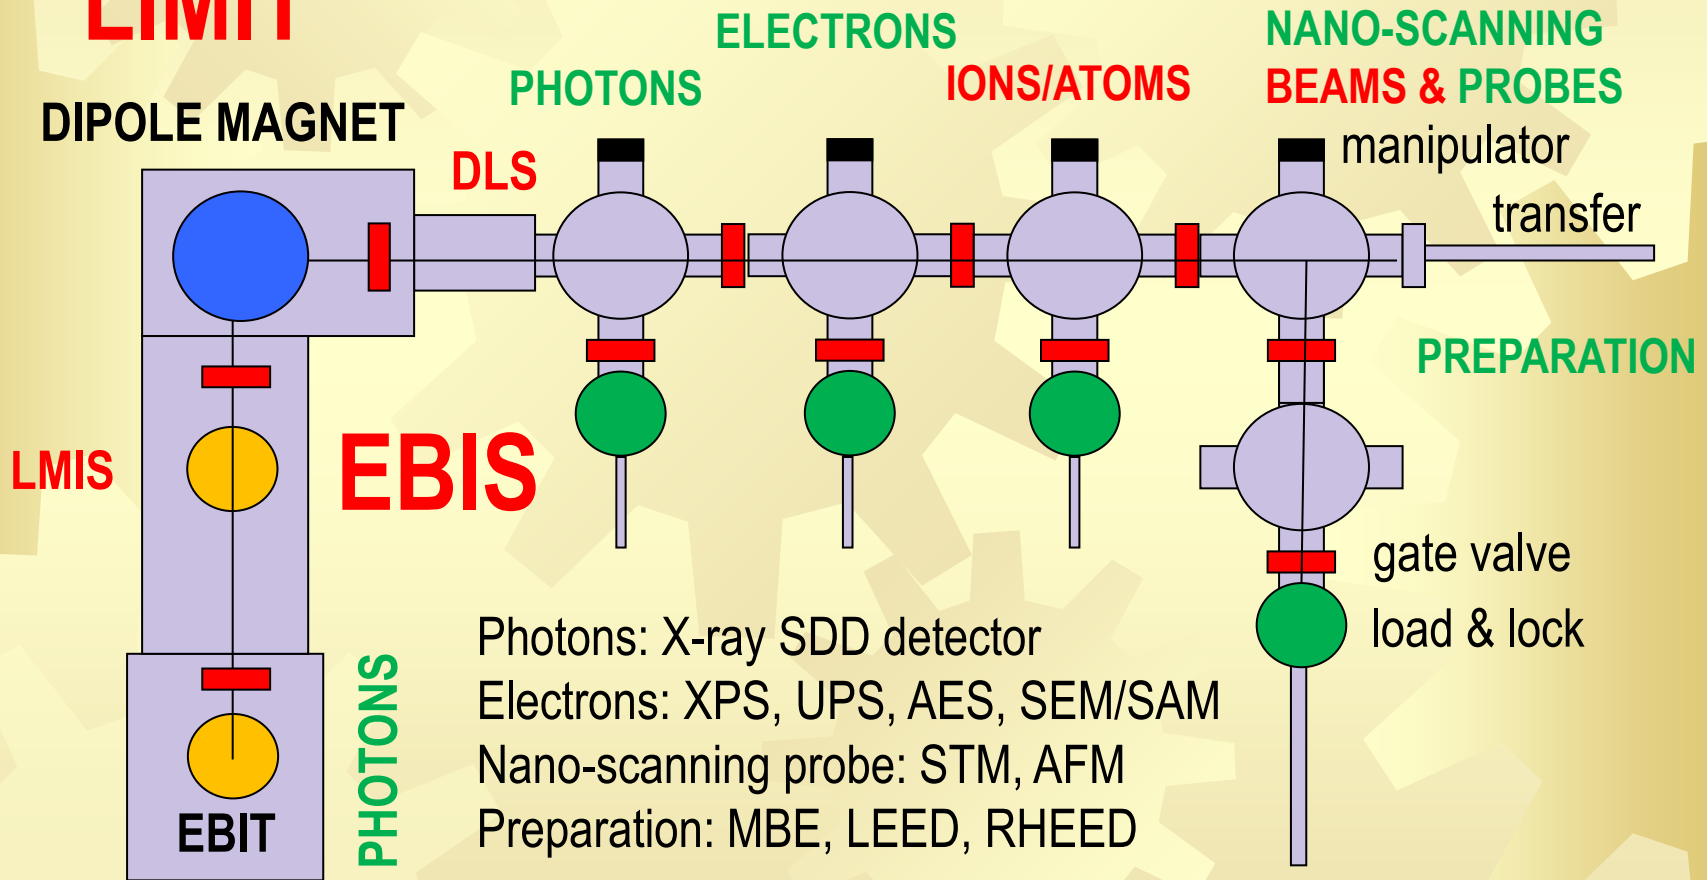 LIMIT
ELECTRONS
NANO-SCANNING
PHOTONS
IONS/ATOMS
BEAMS & PROBES
DIPOLE MAGNET
manipulator
DLS
transfer
PREPARATION
LMIS
EBIS
gate valve
load & lock
Photons: X-ray SDD detector
Electrons: XPS, UPS, AES, SEM/SAM
Nano-scanning probe: STM, AFM
Preparation: MBE, LEED, RHEED
PHOTONS
EBIT